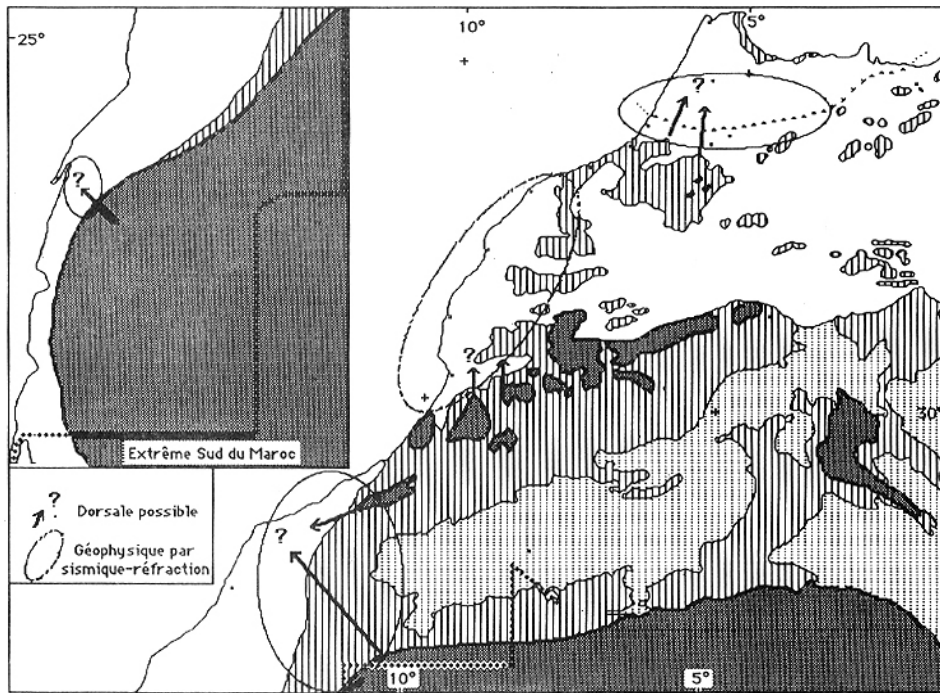 10°
5°
25°
?
?
?
30°
Extrême Sud du Maroc
?
Dorsale possible
?
Géophysique par
sismique-réfraction
10°
5°